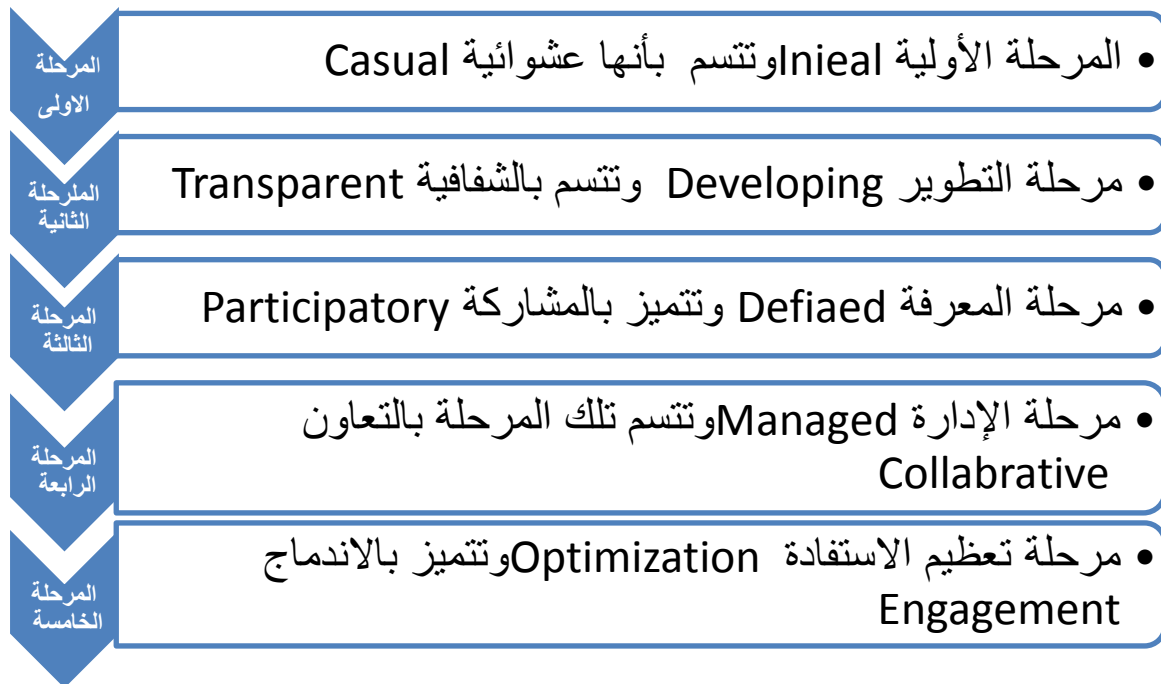 المرحلة
الاولى
• المرحلة الأولية Inieal وتتسم بأنها عشوائية Casual
الملرحلة
الثانية
• مرحلة التطوير Developing وتتسم بالشفافية Transparent
المرحلة
الثالثة
• مرحلة المعرفة Defiaed وتتميز بالمشاركة Participatory
المرحلة
الرابعة
• مرحلة الإدارة Managed وتتسم تلك المرحلة بالتعاون
Collabrative
المرحلة
الخامسة
• مرحلة تعظيم الاستفادة Optimization وتتميز بالاندماج
Engagement